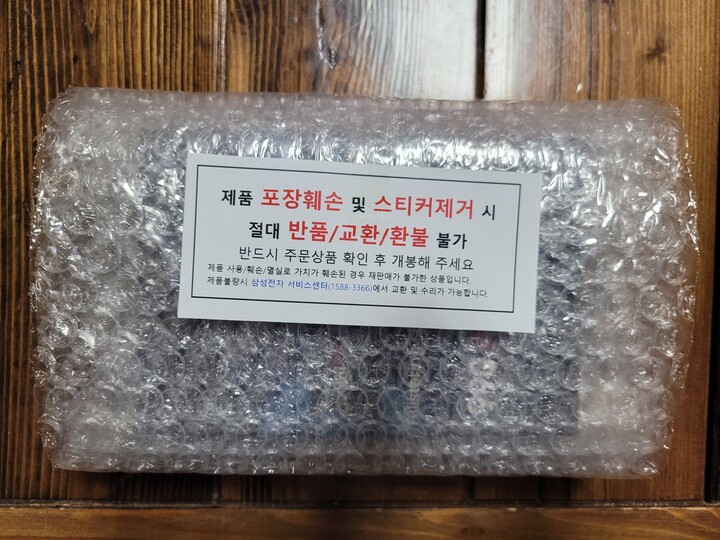 제품 포장훼손 및 스티커제거 시
절대 반품/교환/환불 불가
반드시 주문상품 확인 후 개봉해 주세요
제품 사용/훼손/멸실로 가치가 훼손된 경우 재판매가 불가한 상품입니다.
제품불량시 삼성전자 서비스센터(1588-3366)에서 교환 및 수리가 가능합니다.